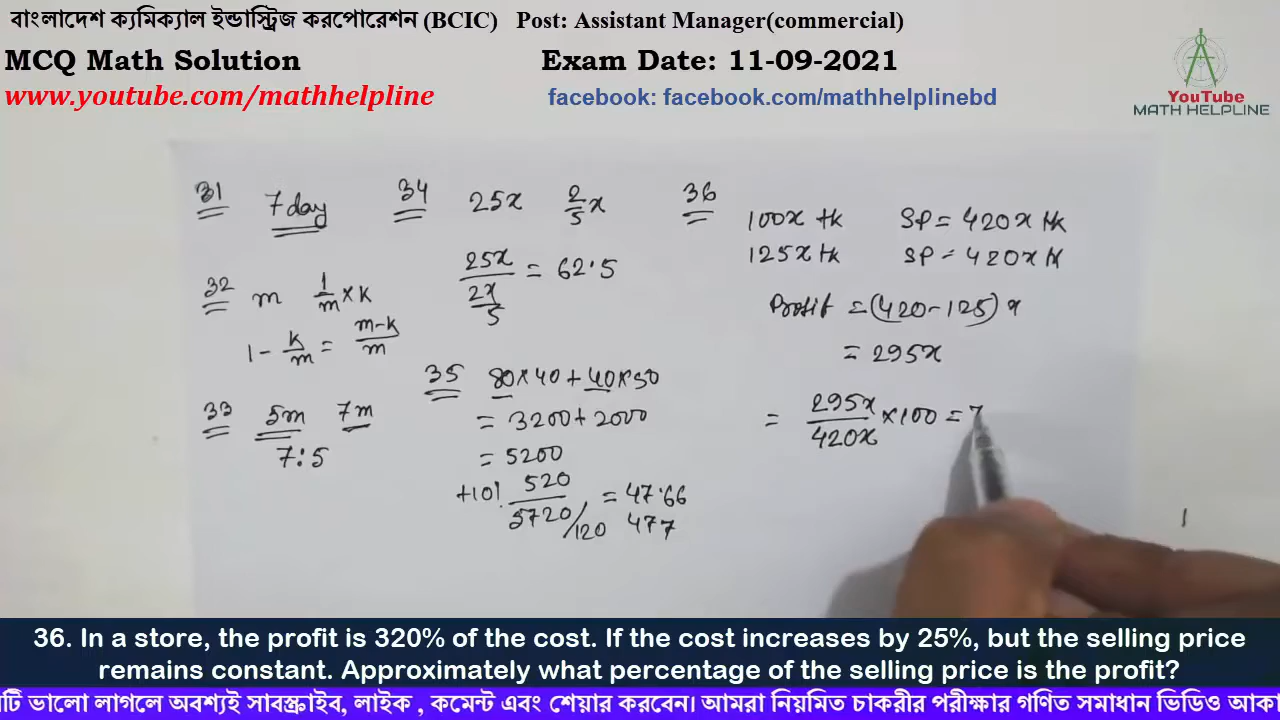 বাংলাদেশ ক্যমিক্যাল ইন্ডাস্ট্রিজ করপোরেশন (BCIC) Post: Assistant Manager(commercial)
MCQ Math Solution Exam Date: 11-09-2021
www.youtube.com/mathhelpline facebook: facebook.com/mathhelplinebd
YouTube
MATH HELPLINE
31 7 day
32 m 1/m × K
1 - K/m = m-K/m
33 5m 7m
7:5
34 25x 2/5 x
25x / 2x/5 = 62.5
35 80×40 + 40×50
= 3200 + 2000
= 5200
+10% 520
5720/120 = 47.66
477
36 100x tk SP = 420x tk
125x tk SP = 420x tk
Profit = (420-125)x
= 295x
= 295x/420x × 100 = 7
36. In a store, the profit is 320% of the cost. If the cost increases by 25%, but the selling price
remains constant. Approximately what percentage of the selling price is the profit?
টি ভালো লাগলে অবশ্যই সাবস্ক্রাইব, লাইক , কমেন্ট এবং শেয়ার করবেন। আমরা নিয়মিত চাকরীর পরীক্ষার গণিত সমাধান ভিডিও আকা